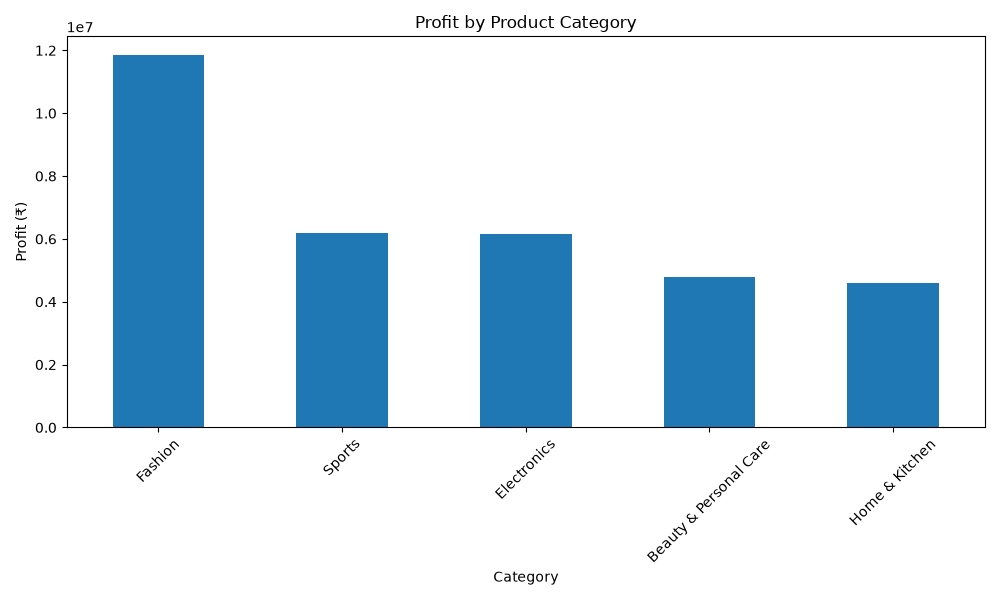 Profit by Product Category
1e7
1.2
1.0
0.8
0.6
0.4
0.2
0.0
Profit (₹)
Fashion
Sports
Electronics
Beauty & Personal Care
Home & Kitchen
Category